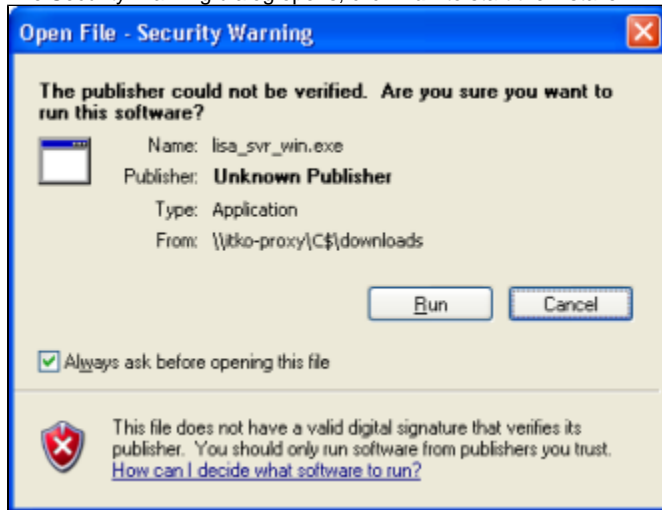 Open File - Security Warning
The publisher could not be verified. Are you sure you want to
run this software?
Name: lisa_svr_win.exe
Publisher: Unknown Publisher
Type: Application
From: \\itko-proxy\C$\downloads
Run Cancel
Always ask before opening this file
This file does not have a valid digital signature that verifies its
publisher. You should only run software from publishers you trust.
How can I decide what software to run?